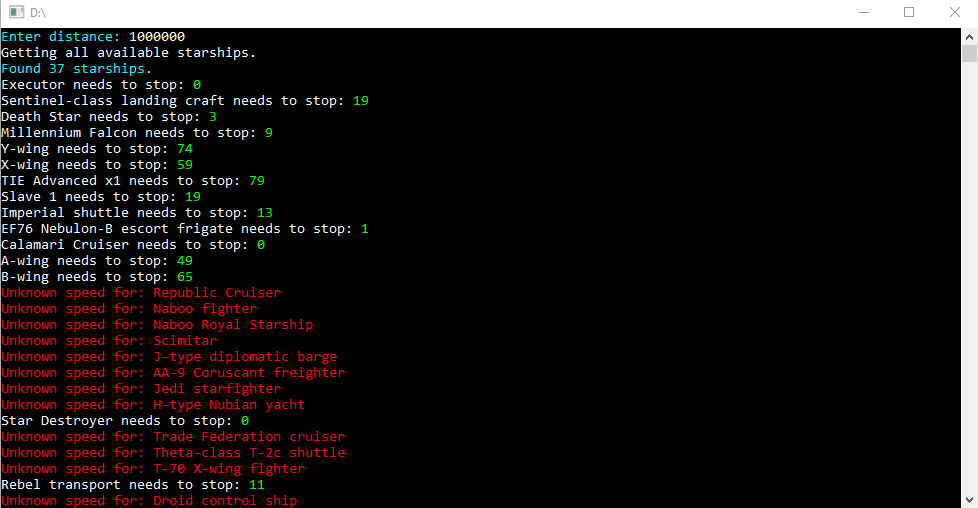 D:\
Enter distance: 1000000
Getting all available starships.
Found 37 starships.
Executor needs to stop: 0
Sentinel-class landing craft needs to stop: 19
Death Star needs to stop: 3
Millennium Falcon needs to stop: 9
Y-wing needs to stop: 74
X-wing needs to stop: 59
TIE Advanced x1 needs to stop: 79
Slave 1 needs to stop: 19
Imperial shuttle needs to stop: 13
EF76 Nebulon-B escort frigate needs to stop: 1
Calamari Cruiser needs to stop: 0
A-wing needs to stop: 49
B-wing needs to stop: 65
Unknown speed for: Republic Cruiser
Unknown speed for: Naboo fighter
Unknown speed for: Naboo Royal Starship
Unknown speed for: Scimitar
Unknown speed for: J-type diplomatic barge
Unknown speed for: AA-9 Coruscant freighter
Unknown speed for: Jedi starfighter
Unknown speed for: H-type Nubian yacht
Star Destroyer needs to stop: 0
Unknown speed for: Trade Federation cruiser
Unknown speed for: Theta-class T-2c shuttle
Unknown speed for: T-70 X-wing fighter
Rebel transport needs to stop: 11
Unknown speed for: Droid control ship